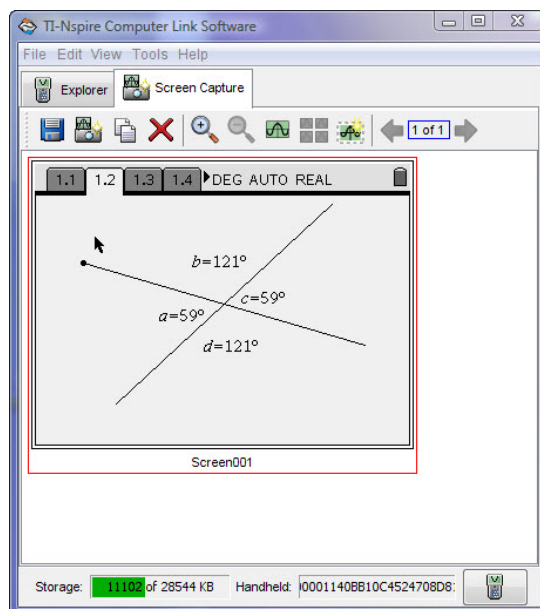 TI-Nspire Computer Link Software
File Edit View Tools Help
Explorer Screen Capture
1 of 1
1.1 1.2 1.3 1.4 DEG AUTO REAL
b=121°
c=59°
a=59°
d=121°
Screen001
Storage: 11102 of 28544 KB Handheld: 0001140BB10C4524708D8